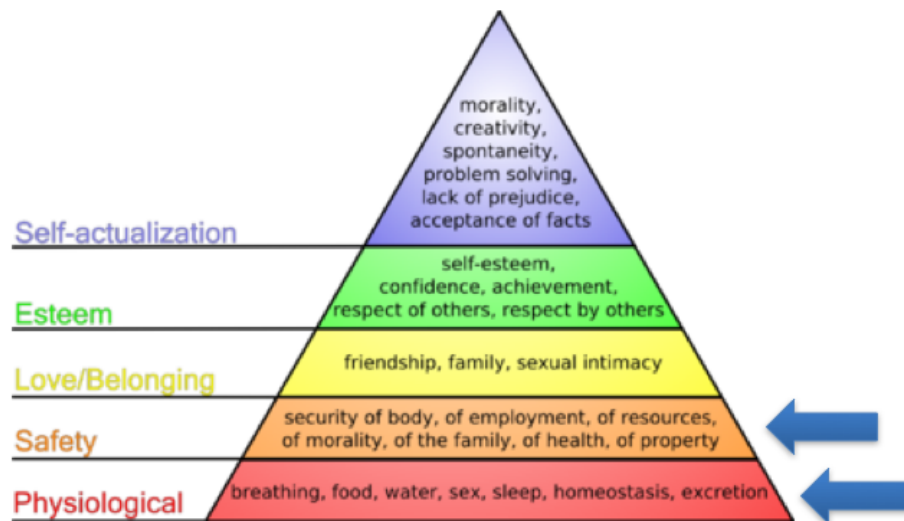 morality,
creativity,
spontaneity,
problem solving,
lack of prejudice,
acceptance of facts
Self-actualization
self-esteem,
confidence, achievement,
respect of others, respect by others
Esteem
friendship, family, sexual intimacy
Love/Belonging
security of body, of employment, of resources,
of morality, of the family, of health, of property
Safety
breathing, food, water, sex, sleep, homeostasis, excretion
Physiological